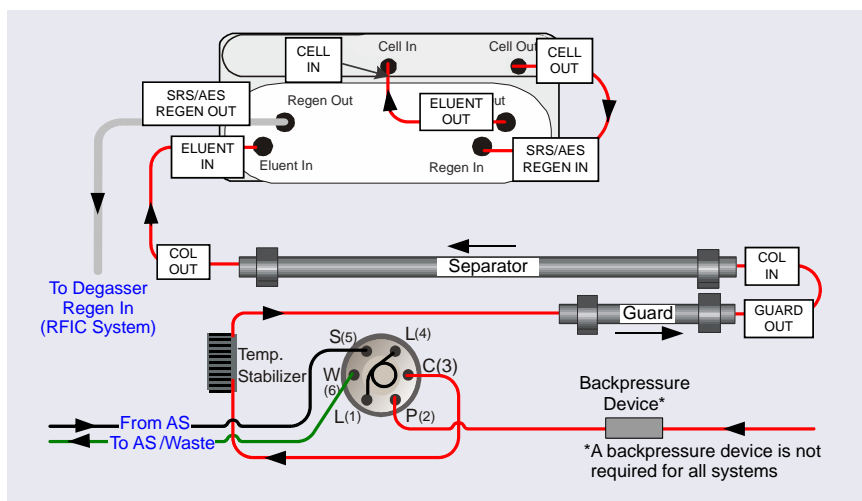 CELL
IN
Cell In
Cell Out
CELL
OUT
SRS/AES
REGEN OUT
Regen Out
ELUENT
OUT
ut
ELUENT
IN
Eluent In
Regen In
SRS/AES
REGEN IN
COL
OUT
Separator
COL
IN
To Degasser
Regen In
(RFIC System)
Guard
GUARD
OUT
Temp.
Stabilizer
S(5)
L(4)
W
(6)
C(3)
L(1)
P(2)
Backpressure
Device*
From AS
To AS/Waste
*A backpressure device is not
required for all systems